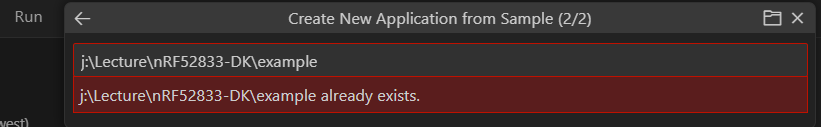 Run
Create New Application from Sample (2/2)
j:\Lecture\nRF52833-DK\example
j:\Lecture\nRF52833-DK\example already exists.
west)